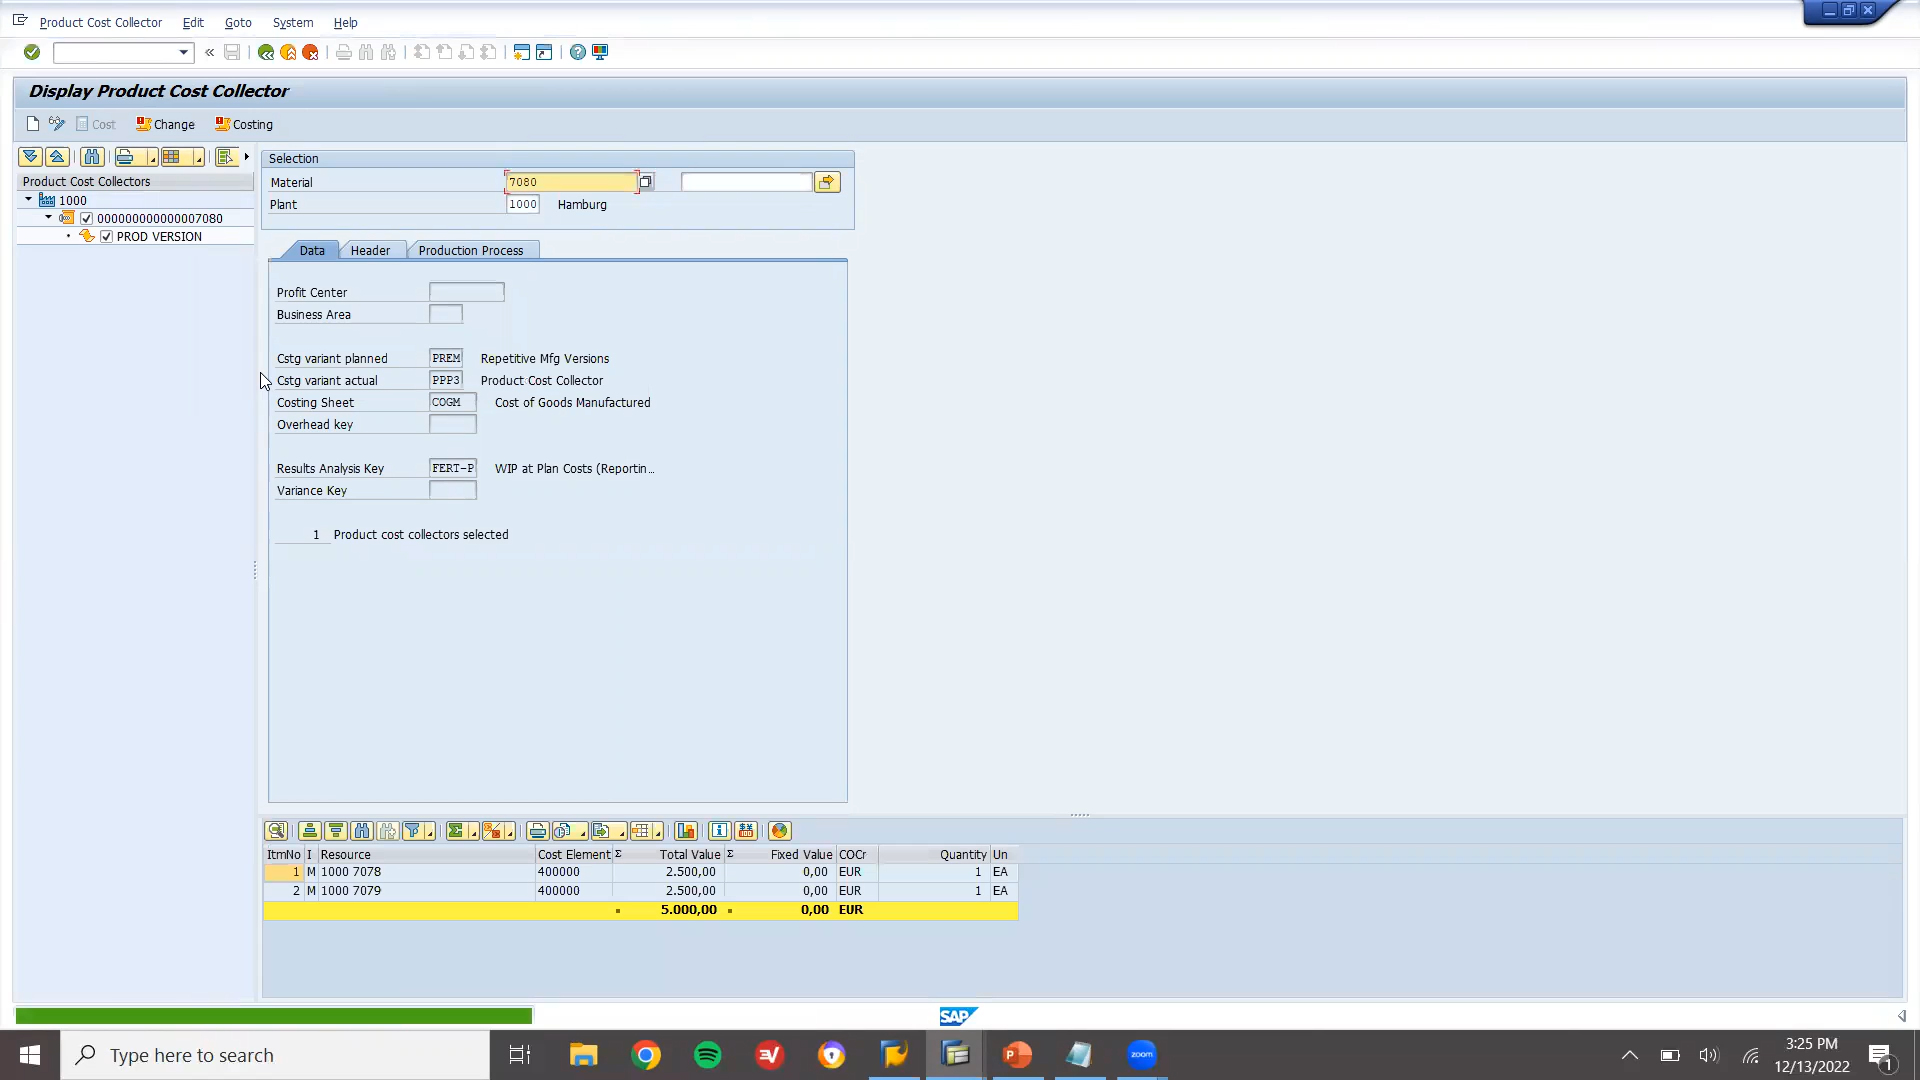 Product Cost Collector Edit Goto System Help
Display Product Cost Collector
Cost Change Costing
Product Cost Collectors
1000
000000000000007080
PROD VERSION
Selection
Material 7080
Plant 1000 Hamburg
Data Header Production Process
Profit Center
Business Area
Cstg variant planned PREM Repetitive Mfg Versions
Cstg variant actual PPP3 Product Cost Collector
Costing Sheet COGM Cost of Goods Manufactured
Overhead key
Results Analysis Key FERT-P WIP at Plan Costs (Reportin...
Variance Key
1 Product cost collectors selected
ItmNo I Resource Cost Element Σ Total Value Σ Fixed Value COCr Quantity Un
1 M 1000 7078 400000 2.500,00 0,00 EUR 1 EA
2 M 1000 7079 400000 2.500,00 0,00 EUR 1 EA
▪ 5.000,00 ▪ 0,00 EUR
SAP
Type here to search
zoom
3:25 PM
12/13/2022
1